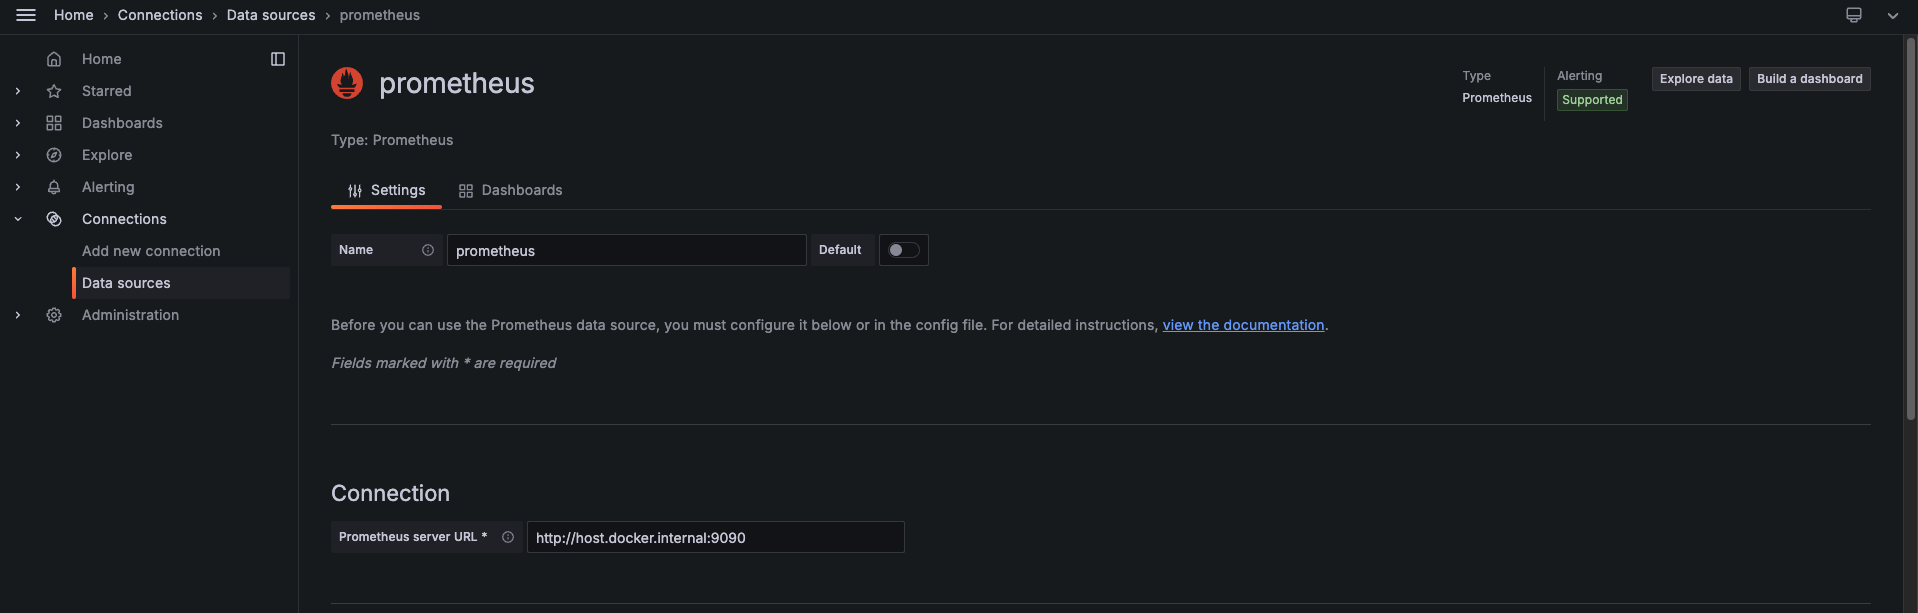 Home › Connections › Data sources › prometheus
Home
Starred
Dashboards
Explore
Alerting
Connections
Add new connection
Data sources
Administration
prometheus
Type
Prometheus
Alerting
Supported
Explore data
Build a dashboard
Type: Prometheus
Settings
Dashboards
Name
prometheus
Default
Before you can use the Prometheus data source, you must configure it below or in the config file. For detailed instructions, view the documentation.
Fields marked with * are required
Connection
Prometheus server URL *
http://host.docker.internal:9090